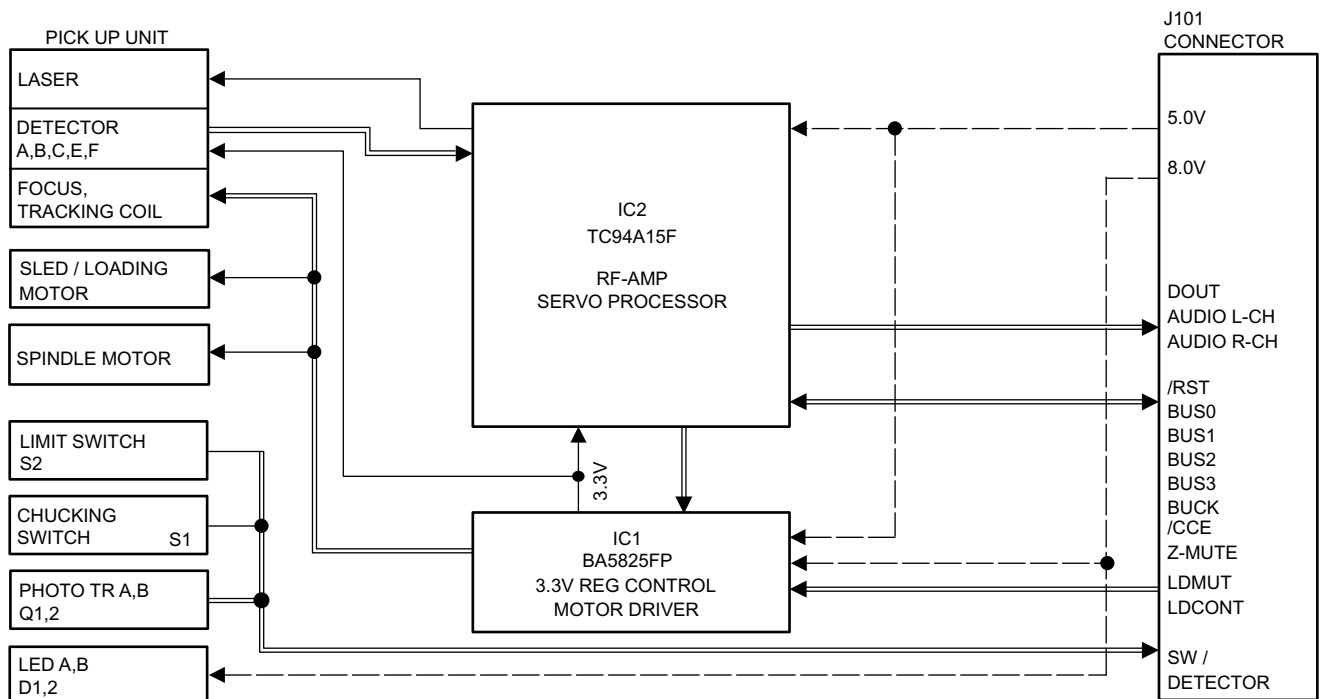 PICK UP UNIT
LASER
DETECTOR
A,B,C,E,F
FOCUS,
TRACKING COIL
SLED / LOADING
MOTOR
SPINDLE MOTOR
LIMIT SWITCH
S2
CHUCKING
SWITCH S1
PHOTO TR A,B
Q1,2
LED A,B
D1,2
IC2
TC94A15F
RF-AMP
SERVO PROCESSOR
3.3V
IC1
BA5825FP
3.3V REG CONTROL
MOTOR DRIVER
J101
CONNECTOR
5.0V
8.0V
DOUT
AUDIO L-CH
AUDIO R-CH
/RST
BUS0
BUS1
BUS2
BUS3
BUCK
/CCE
Z-MUTE
LDMUT
LDCONT
SW /
DETECTOR